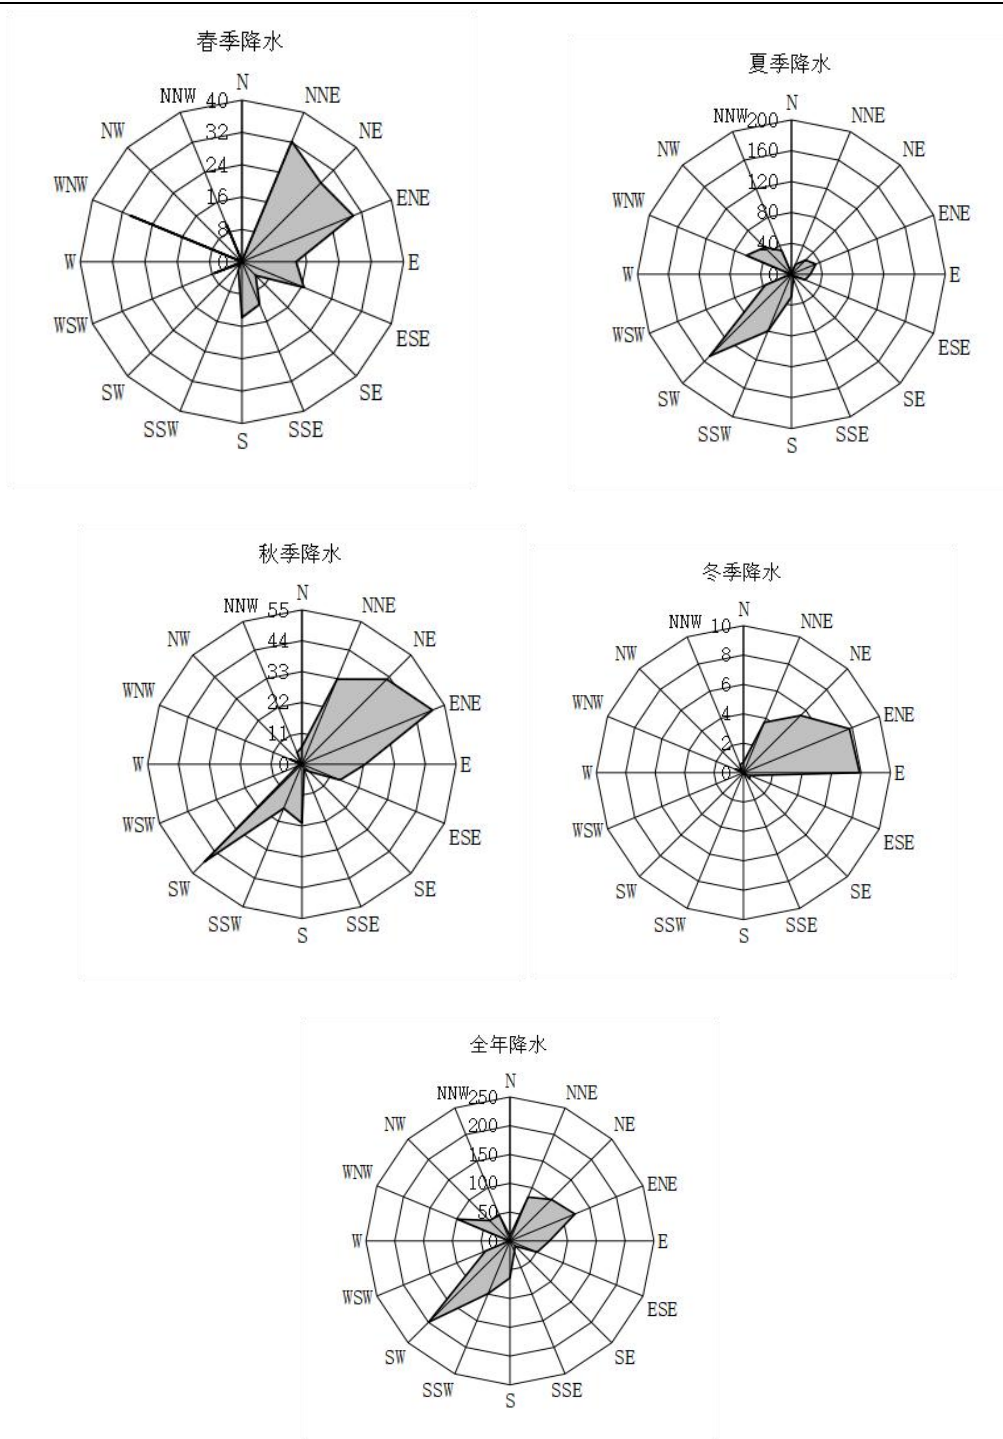 春季降水
N
NNW 40 NNE
NW 32 NE
24
WNW 16 ENE
8
W 0 E
WSW ESE
SW SE
SSW SSE
S
夏季降水
N
NNW 200 NNE
NW 160 NE
120
WNW 80 ENE
40
W 0 E
WSW ESE
SW SE
SSW SSE
S
秋季降水
N
NNW 55 NNE
NW 44 NE
33
WNW 22 ENE
11
W 0 E
WSW ESE
SW SE
SSW SSE
S
冬季降水
N
NNW 10 NNE
NW 8 NE
6
WNW 4 ENE
2
W 0 E
WSW ESE
SW SE
SSW SSE
S
全年降水
N
NNW 250 NNE
NW 200 NE
150
WNW 100 ENE
50
W 0 E
WSW ESE
SW SE
SSW SSE
S